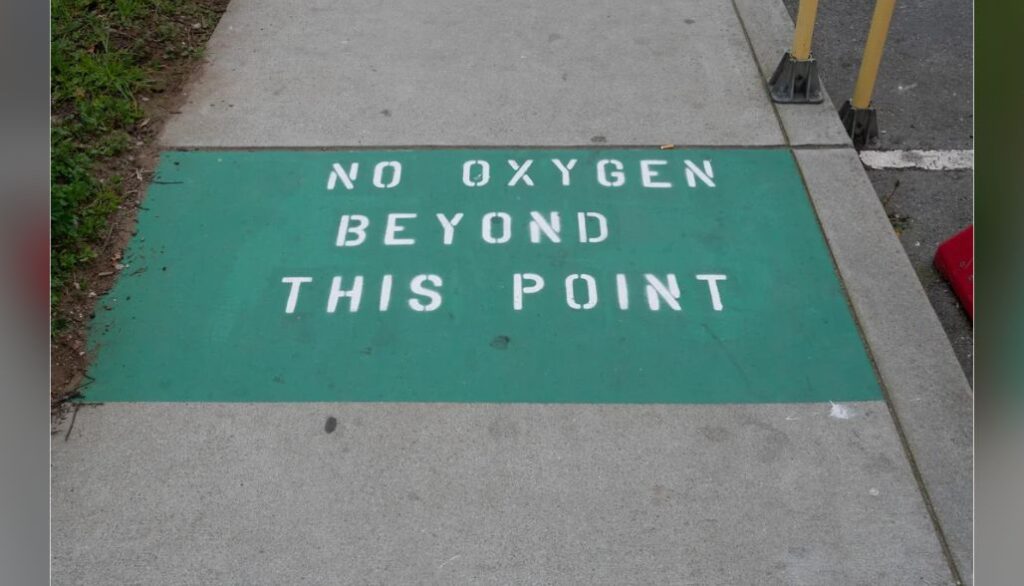 NO OXYGEN
BEYOND
THIS POINT